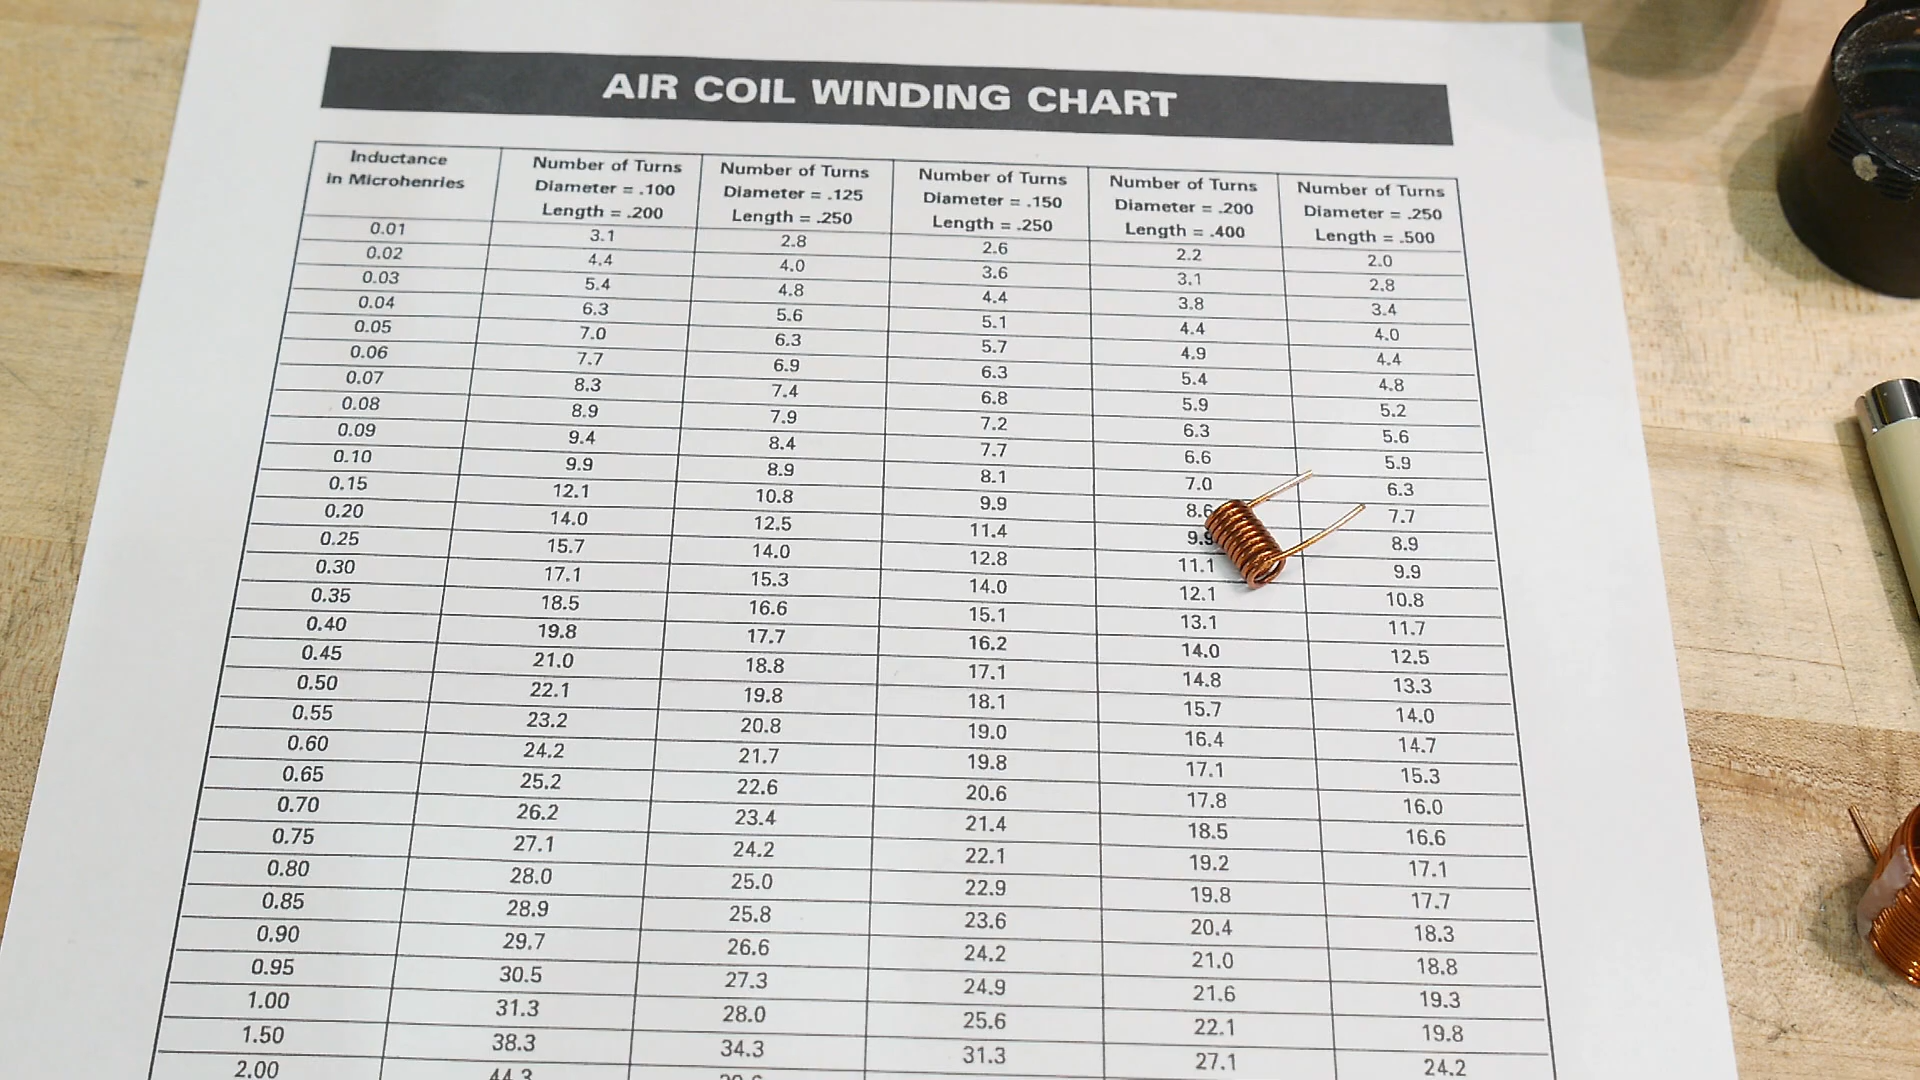 AIR COIL WINDING CHART
Inductance in Microhenries
Number of Turns Diameter = .100 Length = .200
Number of Turns Diameter = .125 Length = .250
Number of Turns Diameter = .150 Length = .250
Number of Turns Diameter = .200 Length = .400
Number of Turns Diameter = .250 Length = .500
0.01 3.1 2.8 2.6 2.2 2.0
0.02 4.4 4.0 3.6 3.1 2.8
0.03 5.4 4.8 4.4 3.8 3.4
0.04 6.3 5.6 5.1 4.4 4.0
0.05 7.0 6.3 5.7 4.9 4.4
0.06 7.7 6.9 6.3 5.4 4.8
0.07 8.3 7.4 6.8 5.9 5.2
0.08 8.9 7.9 7.2 6.3 5.6
0.09 9.4 8.4 7.7 6.6 5.9
0.10 9.9 8.9 8.1 7.0 6.3
0.15 12.1 10.8 9.9 8.6 7.7
0.20 14.0 12.5 11.4 9.9 8.9
0.25 15.7 14.0 12.8 11.1 9.9
0.30 17.1 15.3 14.0 12.1 10.8
0.35 18.5 16.6 15.1 13.1 11.7
0.40 19.8 17.7 16.2 14.0 12.5
0.45 21.0 18.8 17.1 14.8 13.3
0.50 22.1 19.8 18.1 15.7 14.0
0.55 23.2 20.8 19.0 16.4 14.7
0.60 24.2 21.7 19.8 17.1 15.3
0.65 25.2 22.6 20.6 17.8 16.0
0.70 26.2 23.4 21.4 18.5 16.6
0.75 27.1 24.2 22.1 19.2 17.1
0.80 28.0 25.0 22.9 19.8 17.7
0.85 28.9 25.8 23.6 20.4 18.3
0.90 29.7 26.6 24.2 21.0 18.8
0.95 30.5 27.3 24.9 21.6 19.3
1.00 31.3 28.0 25.6 22.1 19.8
1.50 38.3 34.3 31.3 27.1 24.2
2.00 44.3